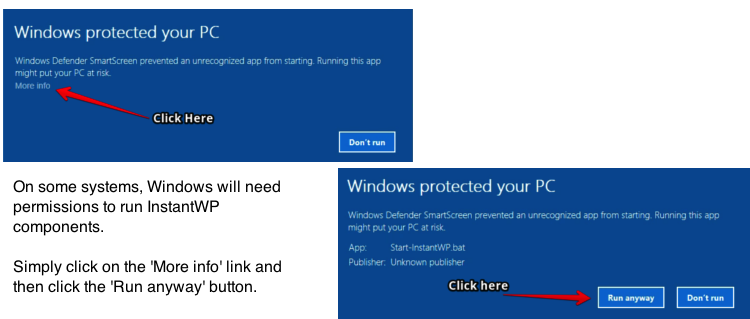 Windows protected your PC
Windows Defender SmartScreen prevented an unrecognized app from starting. Running this app
might put your PC at risk.
More info
Click Here
Don't run
On some systems, Windows will need
permissions to run InstantWP
components.
Simply click on the 'More info' link and
then click the 'Run anyway' button.
Windows protected your PC
Windows Defender SmartScreen prevented an unrecognized app from starting. Running this app
might put your PC at risk.
App: Start-InstantWP.bat
Publisher: Unknown publisher
Click here
Run anyway Don't run